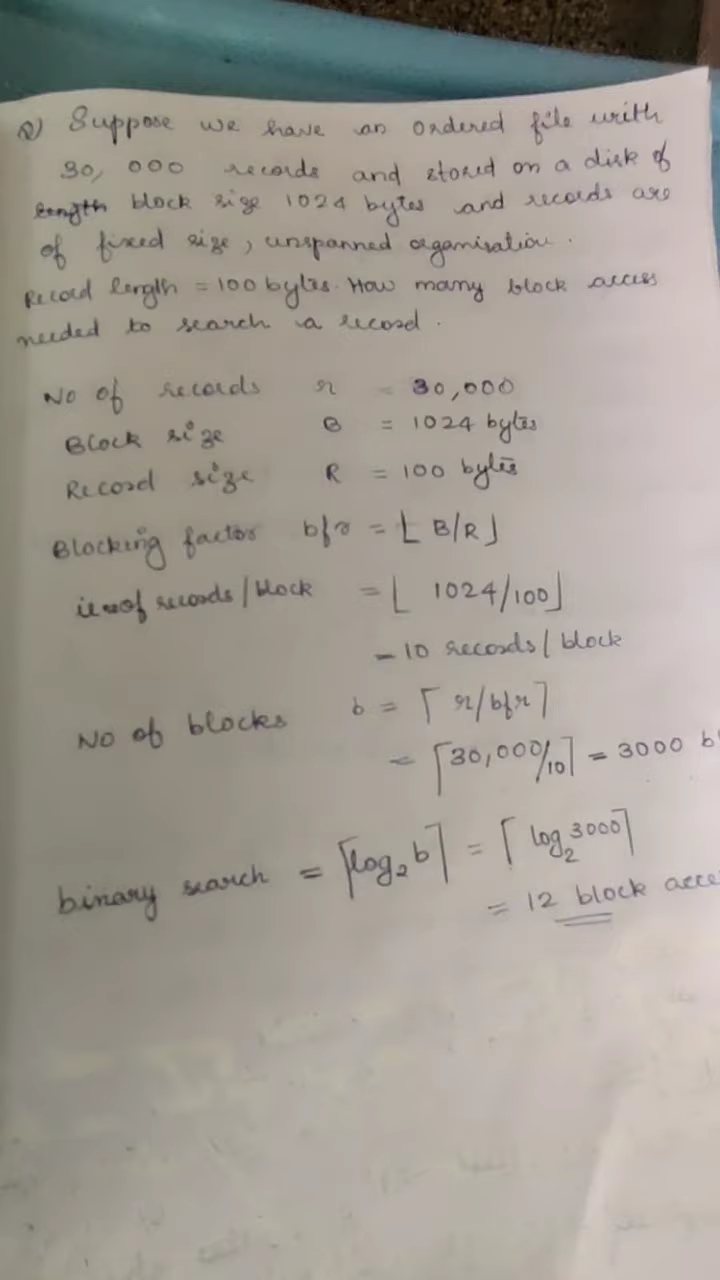 Q) Suppose we have an ordered file with
30,000 records and stored on a disk of
block size 1024 bytes and records are
of fixed size, unspanned organisation.
Record length = 100 bytes. How many block access
needed to search a record.
No of records r = 30,000
Block size B = 1024 bytes
Record size R = 100 bytes
Blocking factor bfr = ⌊ B/R ⌋
records/block = ⌊ 1024/100 ⌋
= 10 records/block
No of blocks b = ⌈ r/bfr ⌉
= ⌈30,000/10⌉ = 3000 b
binary search = ⌈log₂ b⌉ = ⌈ log₂ 3000⌉
= 12 block acce